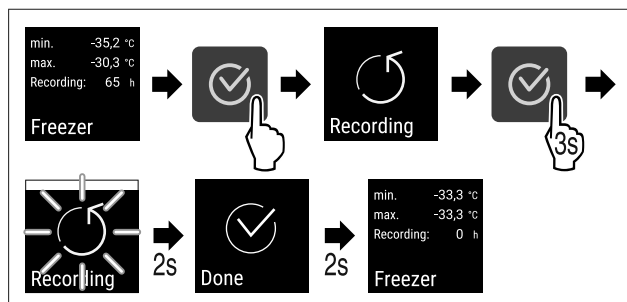 min. -35,2 °C
max. -30,3 °C
Recording: 65 h
Freezer
Recording
3s
Recording
2s
Done
2s
min. -33,3 °C
max. -33,3 °C
Recording: 0 h
Freezer